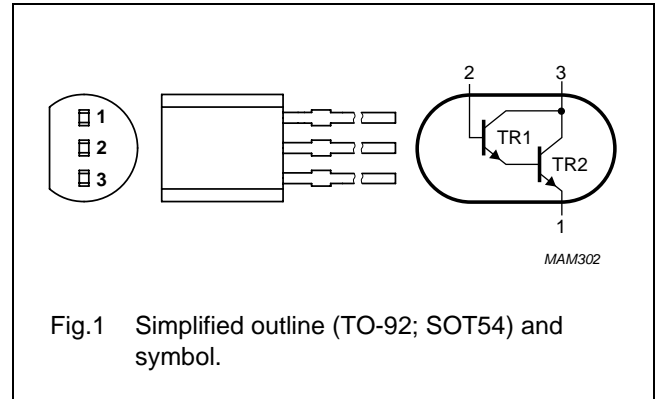 1
2
3
2 3
TR1
TR2
1
MAM302
Fig.1 Simplified outline (TO-92; SOT54) and
symbol.